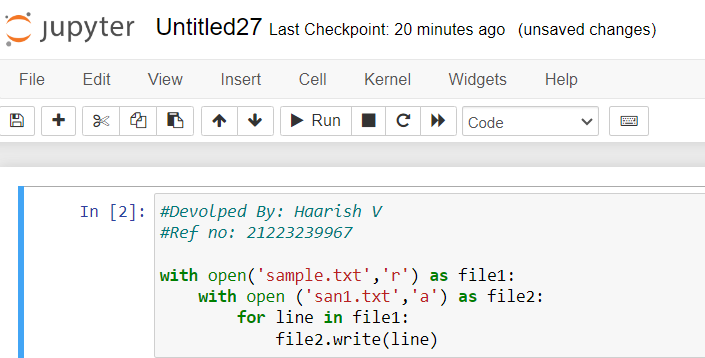 jupyter Untitled27 Last Checkpoint: 20 minutes ago (unsaved changes)
File Edit View Insert Cell Kernel Widgets Help
Run Code
In [2]: #Devolped By: Haarish V
#Ref no: 21223239967
with open('sample.txt','r') as file1:
    with open ('san1.txt','a') as file2:
        for line in file1:
            file2.write(line)